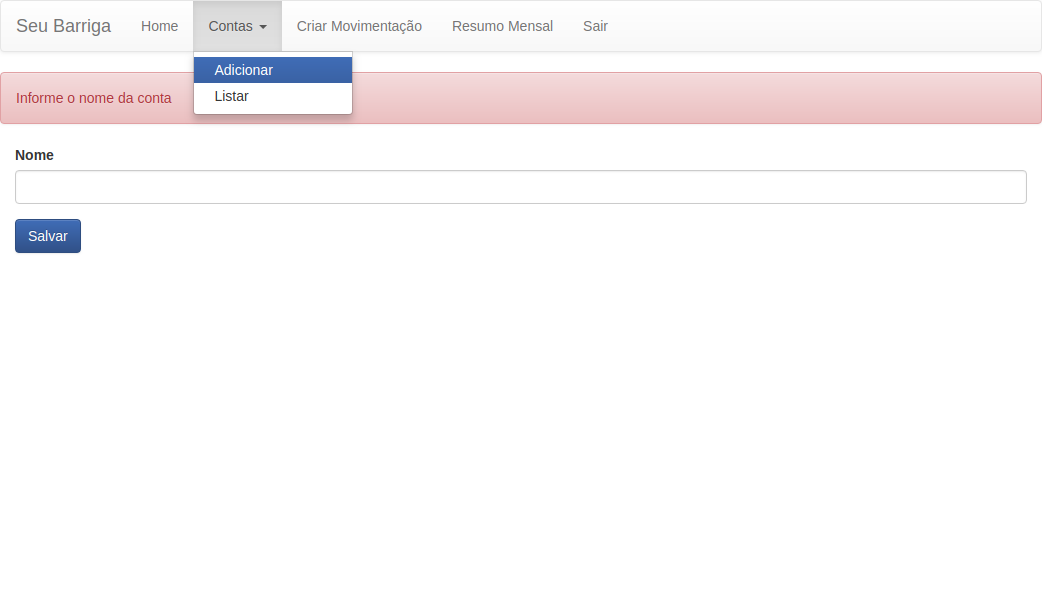 Seu Barriga Home Contas Criar Movimentação Resumo Mensal Sair
Adicionar
Listar
Informe o nome da conta
Nome
Salvar